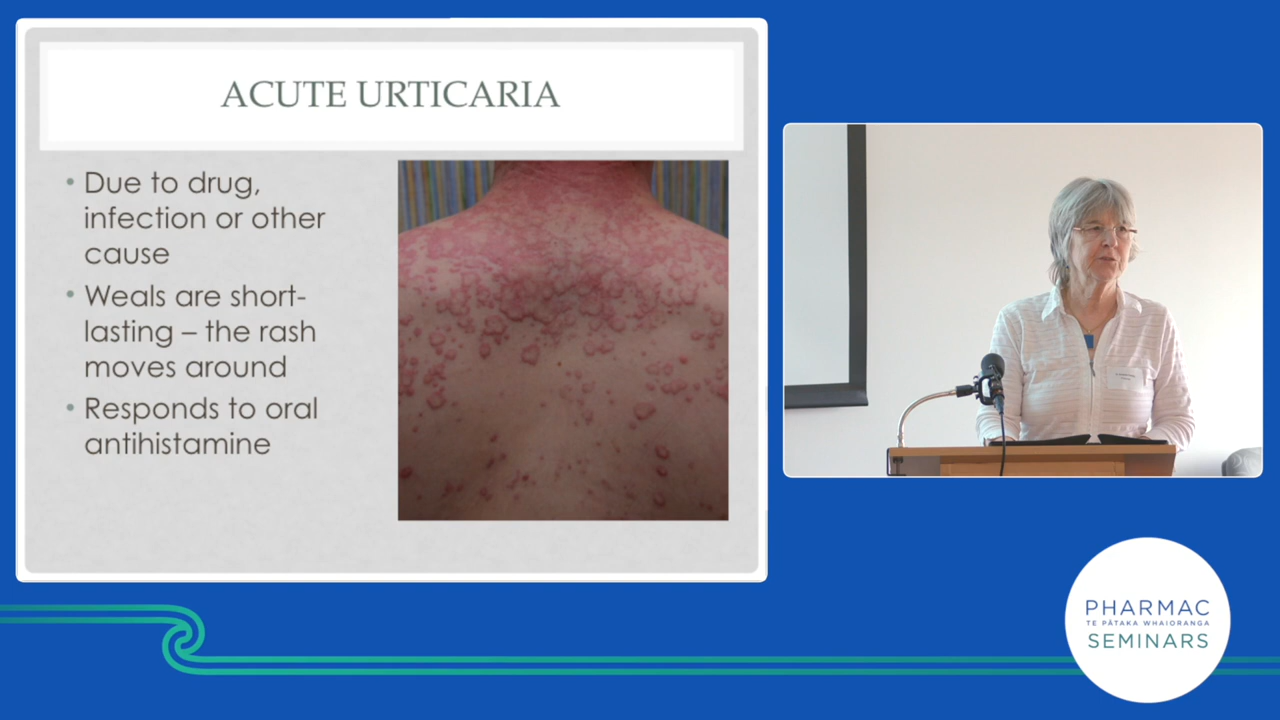 ACUTE URTICARIA
• Due to drug,
infection or other
cause
• Weals are short-
lasting – the rash
moves around
• Responds to oral
antihistamine
PHARMAC
TE PĀTAKA WHAIORANGA
SEMINARS